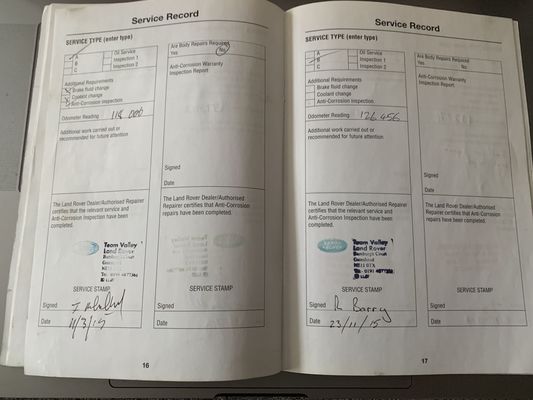 Service Record
SERVICE TYPE (enter type)
A
B
C
Oil Service
Inspection 1
Inspection 2
Additional Requirements
Brake fluid change
Coolant change
Anti-Corrosion inspection
Odometer Reading 118 000
Additional work carried out or
recommended for future attention
The Land Rover Dealer/Authorised Repairer
certifies that the relevant service and
Anti-Corrosion Inspection have been
completed.
Team Valley
Land Rover
SERVICE STAMP
Signed
Date 11/3/15
Are Body Repairs Required
Yes No
Anti-Corrosion Warranty
Inspection Report
Signed
Date
The Land Rover Dealer/Authorised
Repairer certifies that Anti-Corrosion
repairs have been completed.
SERVICE STAMP
Signed
Date
16
Service Record
SERVICE TYPE (enter type)
A
B
C
Oil Service
Inspection 1
Inspection 2
Additional Requirements
Brake fluid change
Coolant change
Anti-Corrosion inspection
Odometer Reading 126456
Additional work carried out or
recommended for future attention
The Land Rover Dealer/Authorised Repairer
certifies that the relevant service and
Anti-Corrosion Inspection have been
completed.
Team Valley
Land Rover
SERVICE STAMP
Signed R Barry
Date 23/11/15
Are Body Repairs Required
Yes No
Anti-Corrosion Warranty
Inspection Report
Signed
Date
The Land Rover Dealer/Authorised
Repairer certifies that Anti-Corrosion
repairs have been completed.
SERVICE STAMP
Signed
Date
17